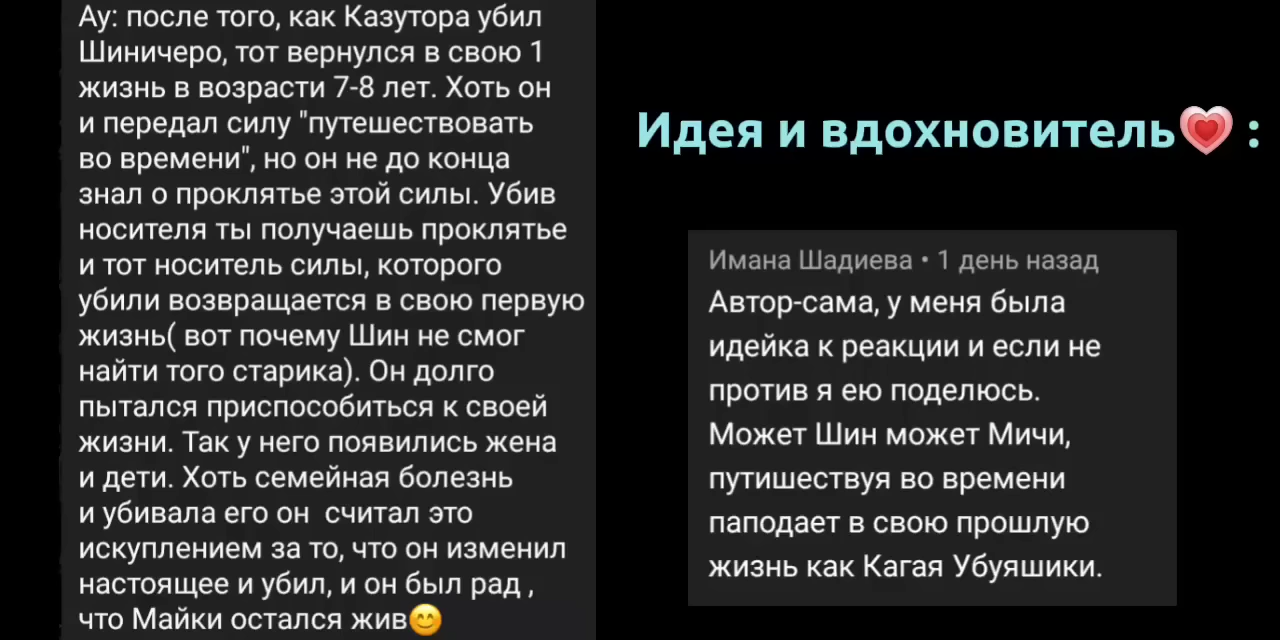 Ау: после того, как Казутора убил
Шиничеро, тот вернулся в свою 1
жизнь в возрасти 7-8 лет. Хоть он
и передал силу "путешествовать
во времени", но он не до конца
знал о проклятье этой силы. Убив
носителя ты получаешь проклятье
и тот носитель силы, которого
убили возвращается в свою первую
жизнь( вот почему Шин не смог
найти того старика). Он долго
пытался приспособиться к своей
жизни. Так у него появились жена
и дети. Хоть семейная болезнь
и убивала его он считал это
искуплением за то, что он изменил
настоящее и убил, и он был рад ,
что Майки остался жив😊
Идея и вдохновитель💗 :
Имана Шадиева • 1 день назад
Автор-сама, у меня была
идейка к реакции и если не
против я ею поделюсь.
Может Шин может Мичи,
путишествуя во времени
паподает в свою прошлую
жизнь как Кагая Убуяшики.